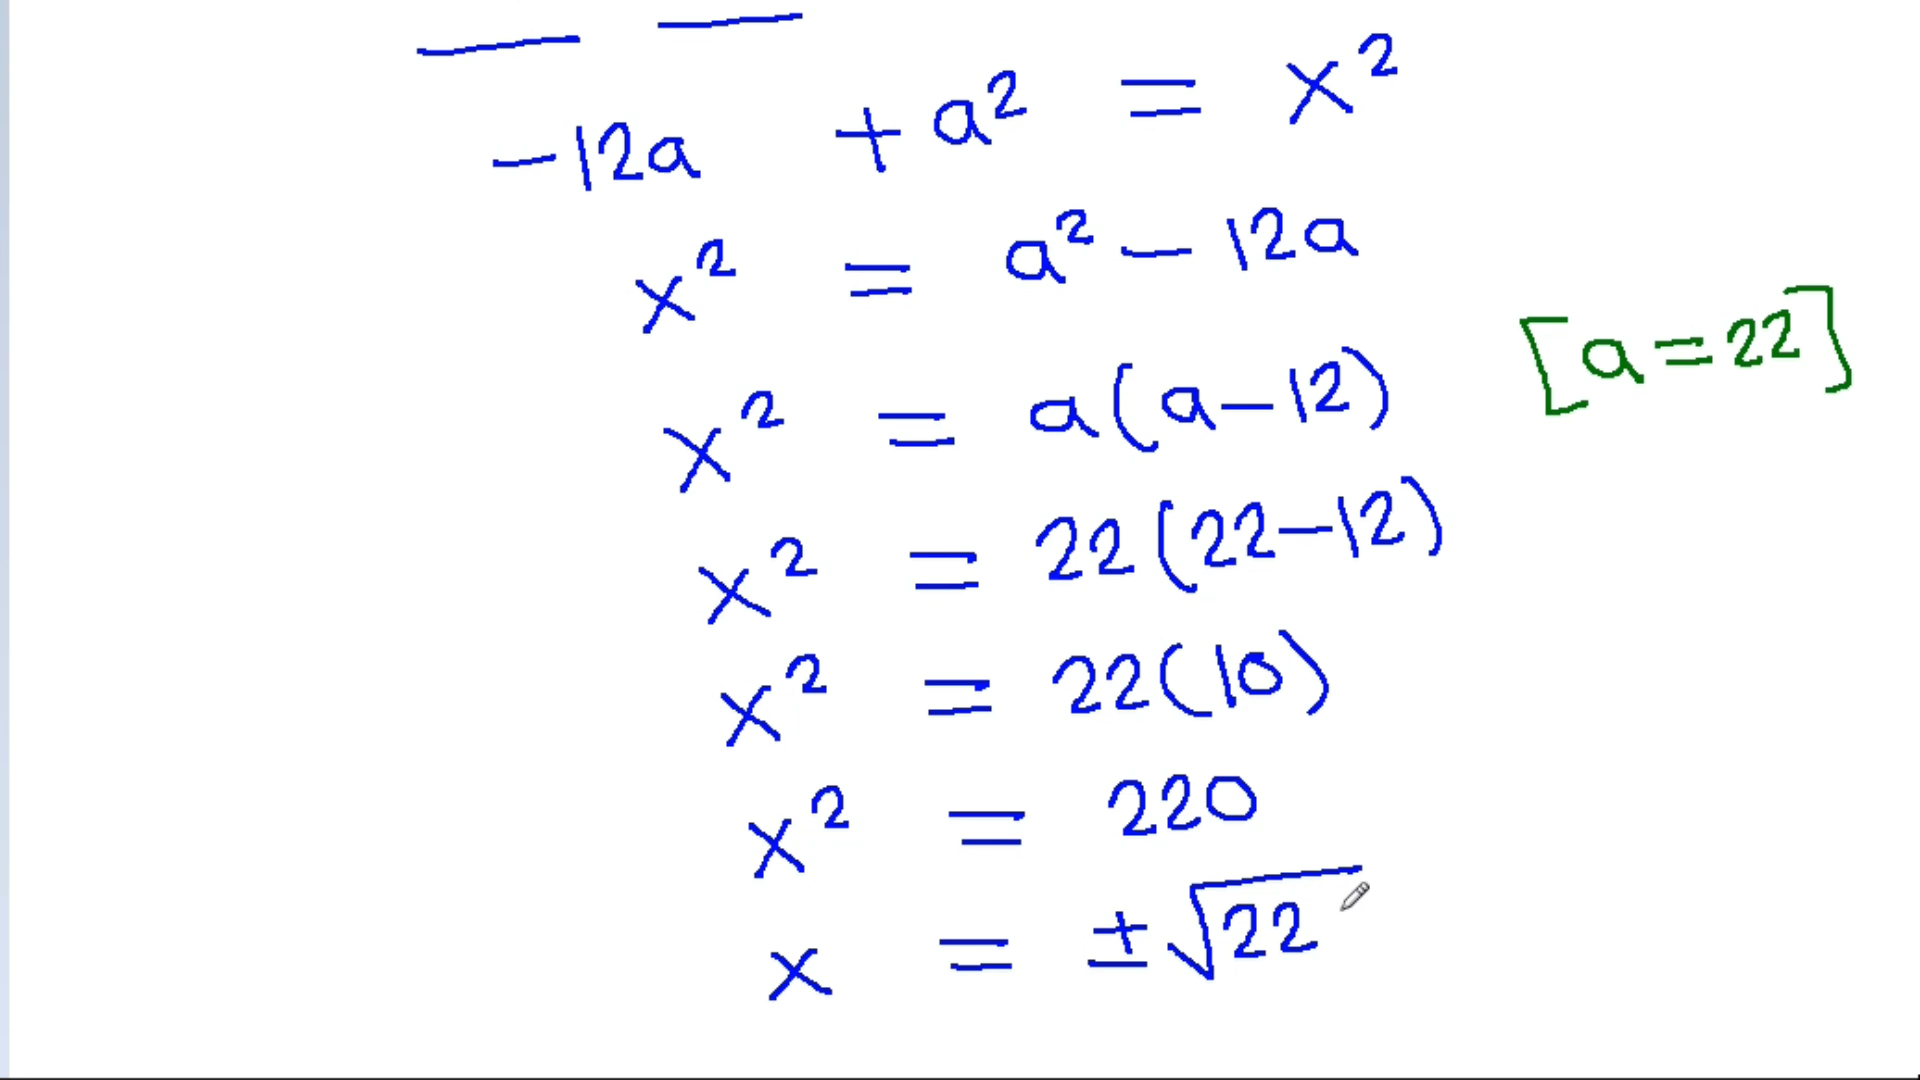 -12a + a² = x²
x² = a² - 12a
[a = 22]
x² = a(a - 12)
x² = 22(22 - 12)
x² = 22(10)
x² = 220
x = ±√22